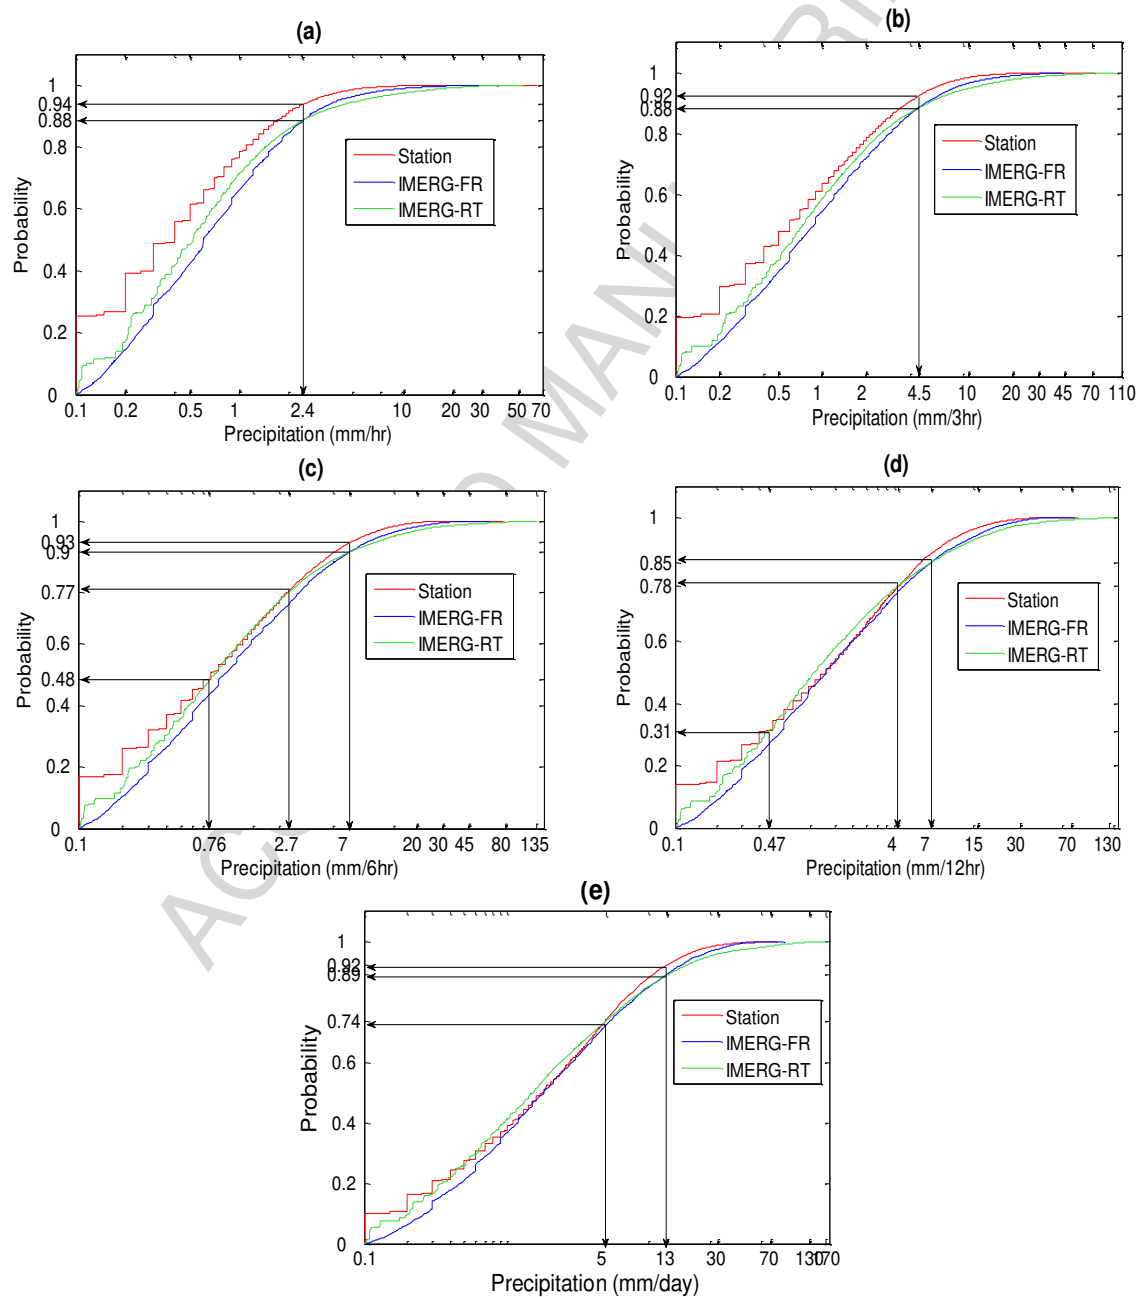 (a)
1
0.94
0.88
0.8
0.6
0.4
0.2
0
Probability
Station
IMERG-FR
IMERG-RT
0.1 0.2 0.5 1 2.4 10 20 30 50 70
Precipitation (mm/hr)
(b)
1
0.92
0.88
0.8
0.6
0.4
0.2
0
Probability
Station
IMERG-FR
IMERG-RT
0.1 0.2 0.5 1 2 4.5 10 20 30 45 70 110
Precipitation (mm/3hr)
(c)
1
0.93
0.9
0.77
0.6
0.48
0.4
0.2
0
Probability
Station
IMERG-FR
IMERG-RT
0.1 0.76 2.7 7 20 30 45 80 135
Precipitation (mm/6hr)
(d)
1
0.85
0.78
0.6
0.4
0.31
0.2
0
Probability
Station
IMERG-FR
IMERG-RT
0.1 0.47 4 7 15 30 70 130
Precipitation (mm/12hr)
(e)
1
0.92
0.89
0.74
0.6
0.4
0.2
0
Probability
Station
IMERG-FR
IMERG-RT
0.1 5 13 30 70 130 170
Precipitation (mm/day)